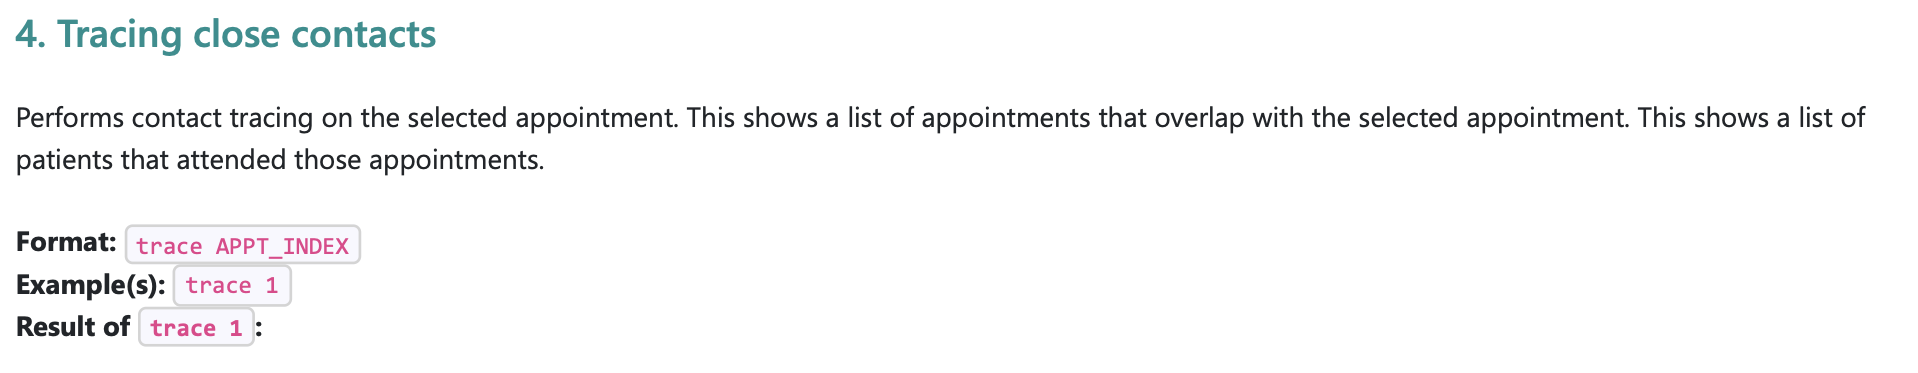 4. Tracing close contacts
Performs contact tracing on the selected appointment. This shows a list of appointments that overlap with the selected appointment. This shows a list of
patients that attended those appointments.
Format: trace APPT_INDEX
Example(s): trace 1
Result of trace 1: